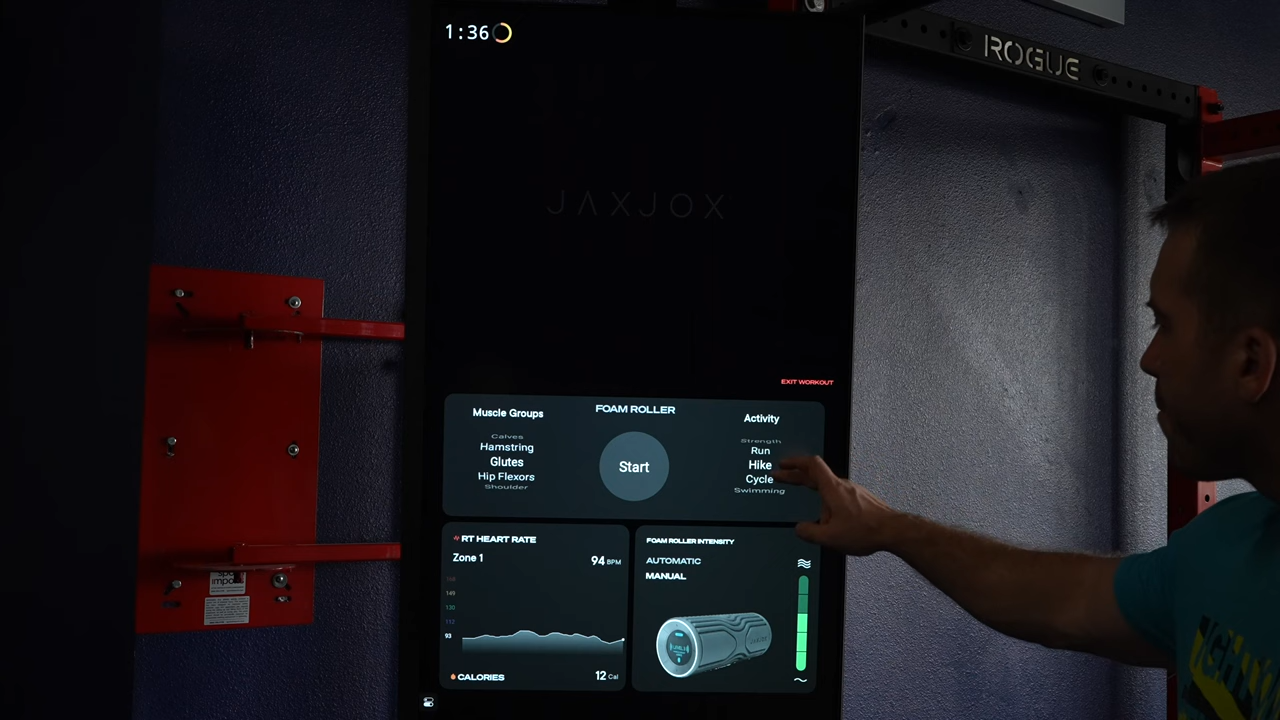 1:36
ROGUE
JAXJOX
EXIT WORKOUT
Muscle Groups
Calves
Hamstring
Glutes
Hip Flexors
Shoulder
FOAM ROLLER
Start
Activity
Strength
Run
Hike
Cycle
Swimming
RT HEART RATE
Zone 1
94 BPM
149
130
112
93
CALORIES
12 Cal
FOAM ROLLER INTENSITY
AUTOMATIC
MANUAL